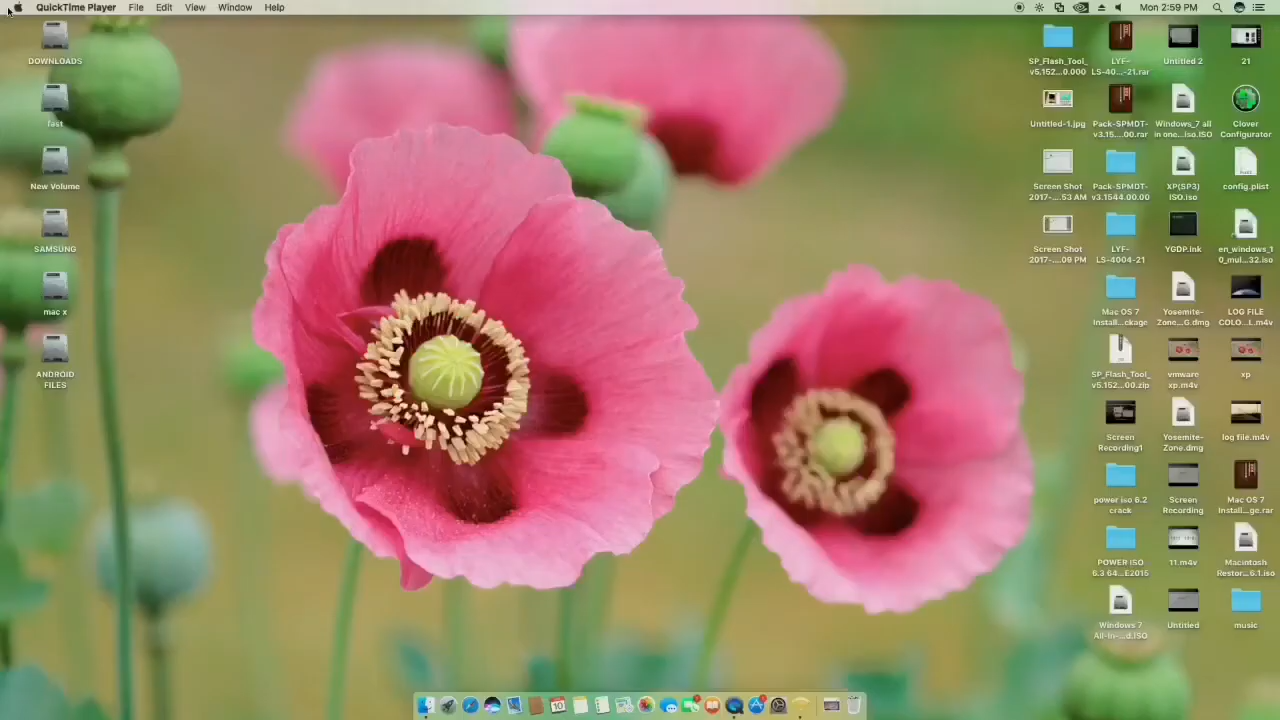 QuickTime Player File Edit View Window Help
Mon 2:59 PM
DOWNLOADS
fast
New Volume
SAMSUNG
mac x
ANDROID
FILES
SP_Flash_Tool_
v5.152...0.000
LYF-
LS-40...-21.rar
Untitled 2
21
Untitled-1.jpg
Pack-SPMDT-
v3.15....00.rar
Windows_7 all
in one...iso.ISO
Clover
Configurator
Screen Shot
2017-....53 AM
Pack-SPMDT-
v3.1544.00.00
XP(SP3)
ISO.iso
config.plist
Screen Shot
2017-....09 PM
LYF-
LS-4004-21
YGDP.lnk
en_windows_1
0_mul...32.iso
Mac OS 7
Install...ckage
Yosemite-
Zone...G.dmg
LOG FILE
COLO...L.m4v
SP_Flash_Tool_
v5.152...00.zip
vmware
xp.m4v
xp
Screen
Recording1
Yosemite-
Zone.dmg
log file.m4v
power iso 6.2
crack
Screen
Recording
Mac OS 7
Install...ge.rar
POWER ISO
6.3 64...E2015
11.m4v
Macintosh
Restor...6.1.iso
Windows 7
All-In-...d.ISO
Untitled
music